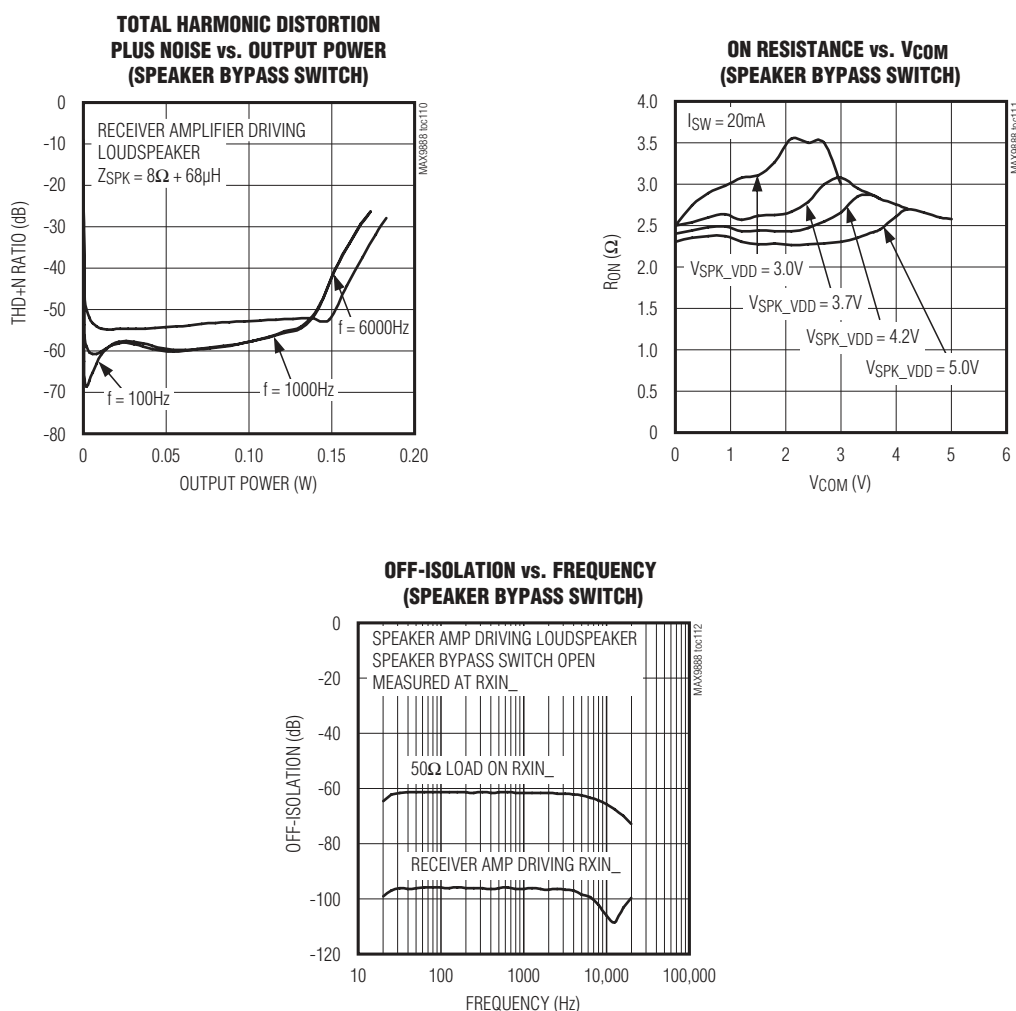 TOTAL HARMONIC DISTORTION
PLUS NOISE vs. OUTPUT POWER
(SPEAKER BYPASS SWITCH)
0
-10
-20
-30
-40
-50
-60
-70
-80
THD+N RATIO (dB)
RECEIVER AMPLIFIER DRIVING
LOUDSPEAKER
ZSPK = 8Ω + 68µH
f = 6000Hz
f = 1000Hz
f = 100Hz
0 0.05 0.10 0.15 0.20
OUTPUT POWER (W)
MAX9888 toc110
ON RESISTANCE vs. VCOM
(SPEAKER BYPASS SWITCH)
4.0
3.5
3.0
2.5
2.0
1.5
1.0
0.5
0
RON (Ω)
ISW = 20mA
VSPK_VDD = 3.0V
VSPK_VDD = 3.7V
VSPK_VDD = 4.2V
VSPK_VDD = 5.0V
0 1 2 3 4 5 6
VCOM (V)
MAX9888 toc111
OFF-ISOLATION vs. FREQUENCY
(SPEAKER BYPASS SWITCH)
0
-20
-40
-60
-80
-100
-120
OFF-ISOLATION (dB)
SPEAKER AMP DRIVING LOUDSPEAKER
SPEAKER BYPASS SWITCH OPEN
MEASURED AT RXIN_
50Ω LOAD ON RXIN_
RECEIVER AMP DRIVING RXIN_
10 100 1000 10,000 100,000
FREQUENCY (Hz)
MAX9888 toc112